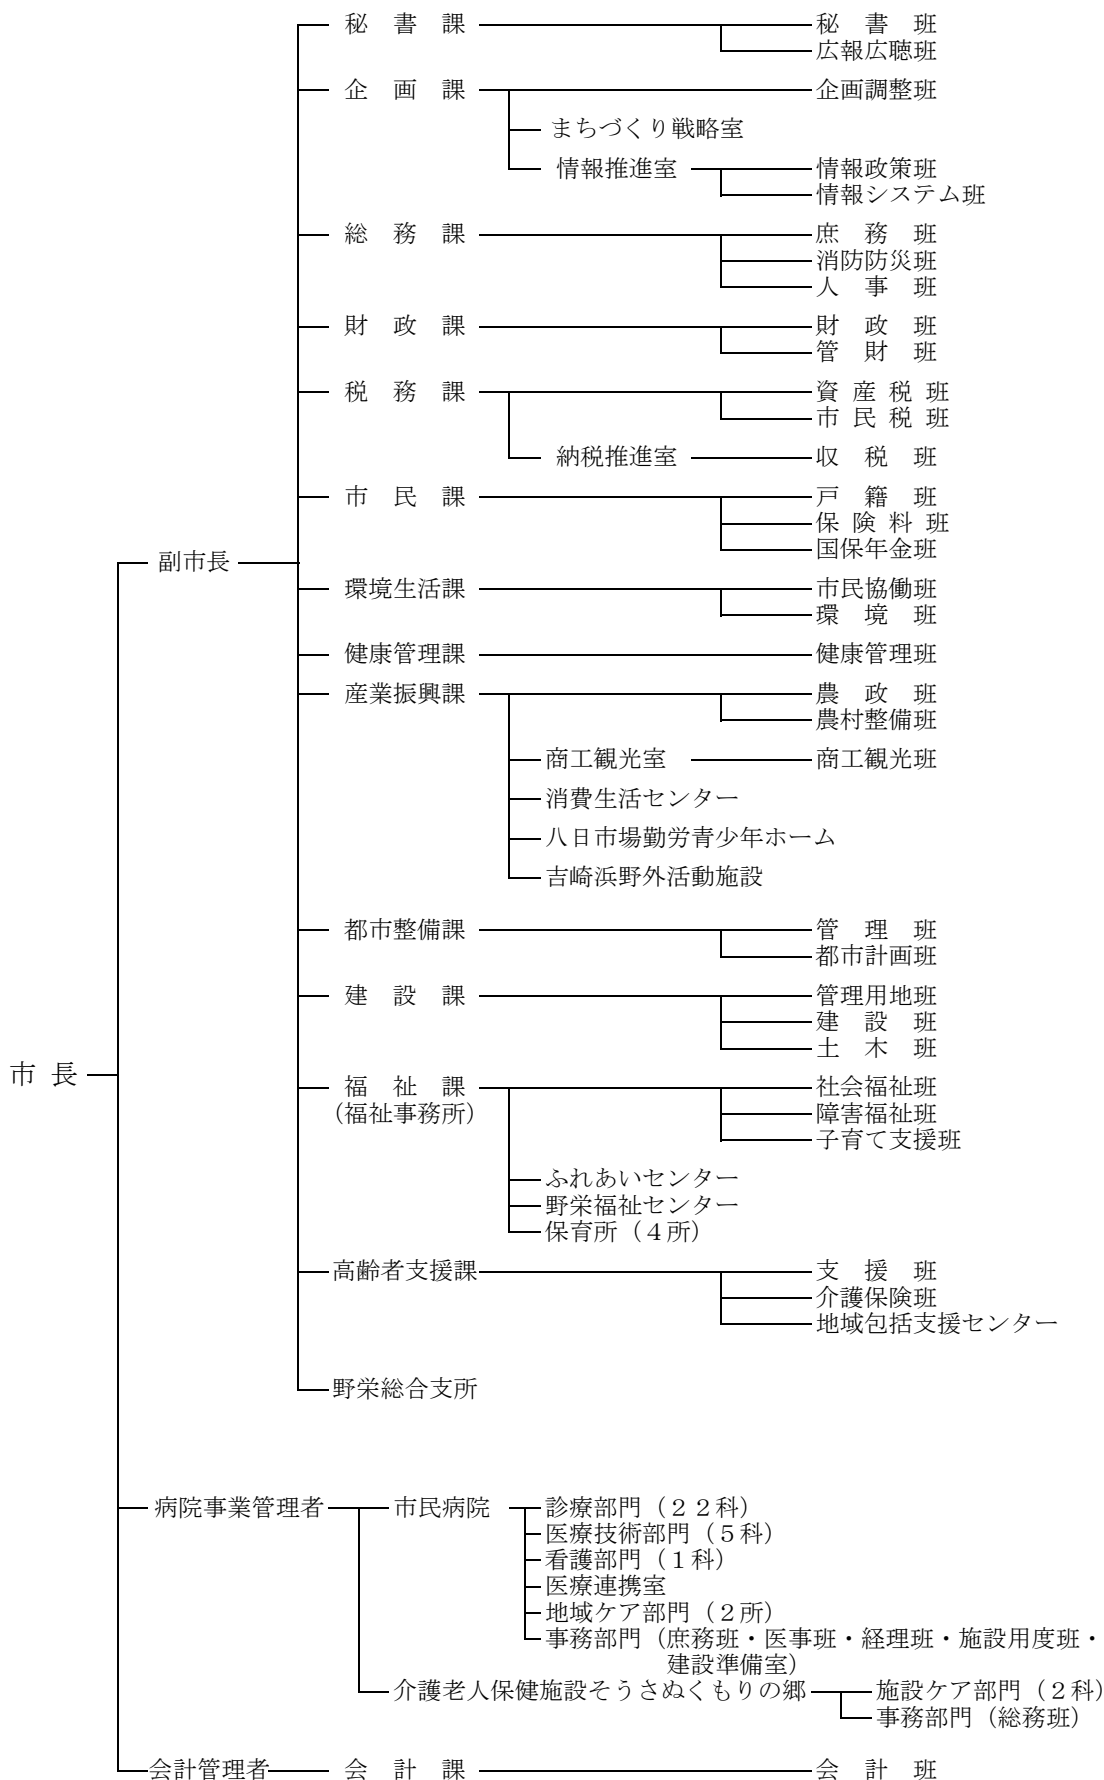 秘書課 秘書班
広報広聴班
企画課 企画調整班
まちづくり戦略室
情報推進室 情報政策班
情報システム班
総務課 庶務班
消防防災班
人事班
財政課 財政班
管財班
税務課 資産税班
市民税班
納税推進室 収税班
市民課 戸籍班
保険料班
国保年金班
副市長
環境生活課 市民協働班
環境班
健康管理課 健康管理班
産業振興課 農政班
農村整備班
商工観光室 商工観光班
消費生活センター
八日市場勤労青少年ホーム
吉崎浜野外活動施設
都市整備課 管理班
都市計画班
建設課 管理用地班
建設班
土木班
市長
福祉課 社会福祉班
(福祉事務所) 障害福祉班
子育て支援班
ふれあいセンター
野栄福祉センター
保育所(4所)
高齢者支援課 支援班
介護保険班
地域包括支援センター
野栄総合支所
病院事業管理者 市民病院 診療部門(22科)
医療技術部門(5科)
看護部門(1科)
医療連携室
地域ケア部門(2所)
事務部門(庶務班・医事班・経理班・施設用度班・
建設準備室)
介護老人保健施設そうさぬくもりの郷 施設ケア部門(2科)
事務部門(総務班)
会計管理者 会計課 会計班